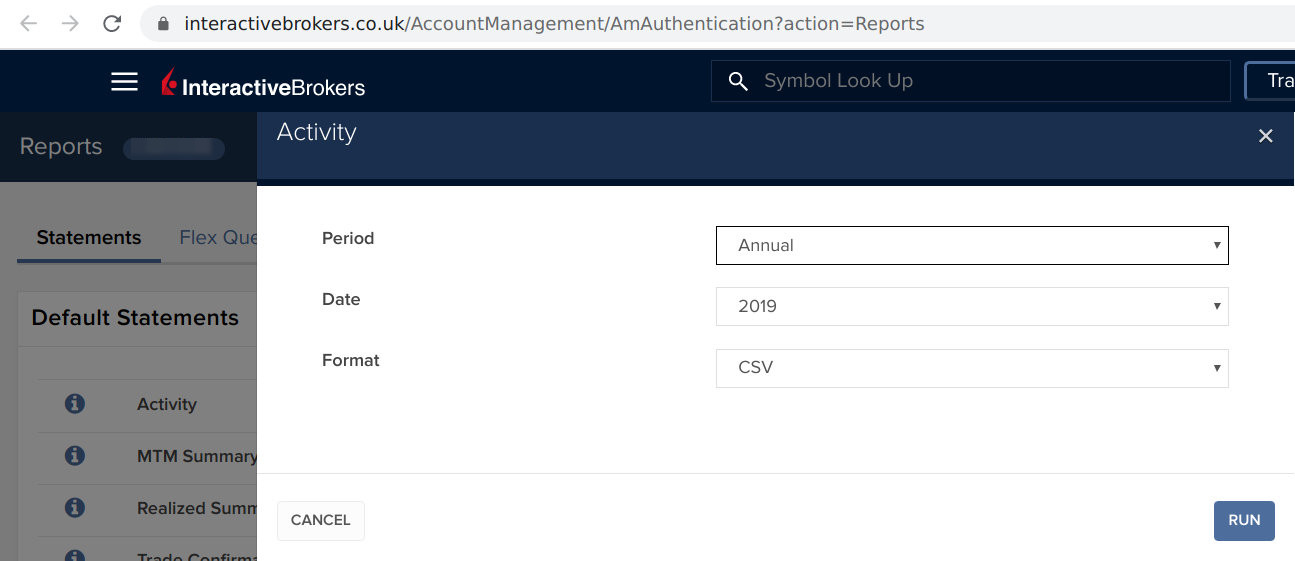 interactivebrokers.co.uk/AccountManagement/AmAuthentication?action=Reports
InteractiveBrokers
Symbol Look Up
Tra
Reports
Activity
Statements
Flex Que
Period
Annual
Date
2019
Format
CSV
Default Statements
Activity
MTM Summary
Realized Summ
Trade Confirma
CANCEL
RUN